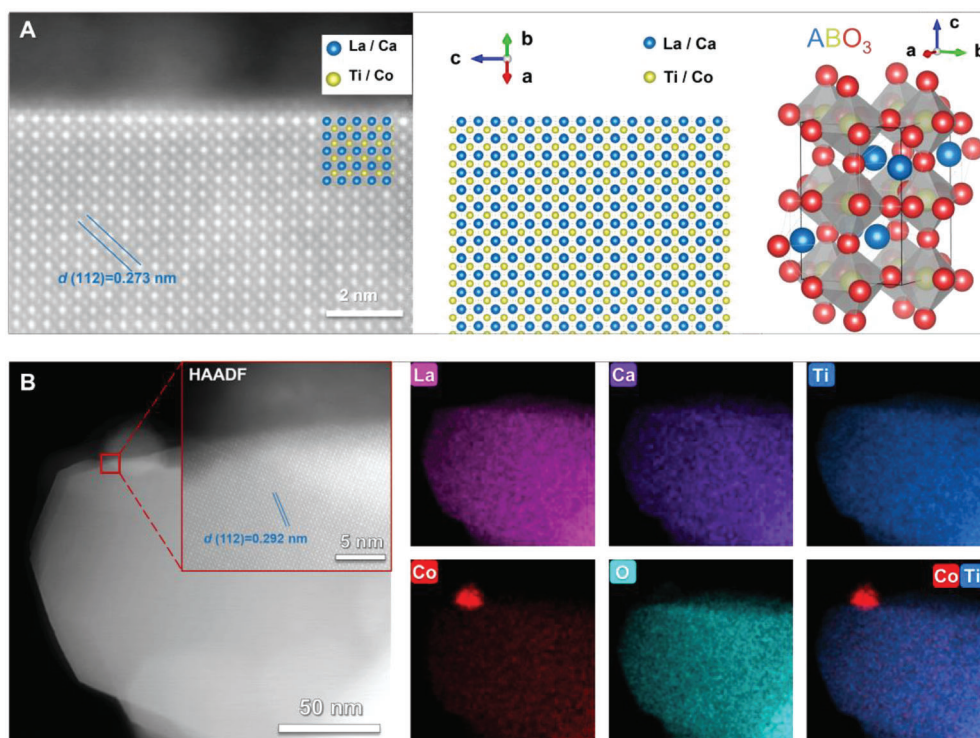 A
La / Ca
Ti / Co
d (112)=0.273 nm
2 nm
b
c
a
La / Ca
Ti / Co
ABO₃
c
a
b
B
HAADF
d (112)=0.292 nm
5 nm
50 nm
La
Ca
Ti
Co
O
Co Ti